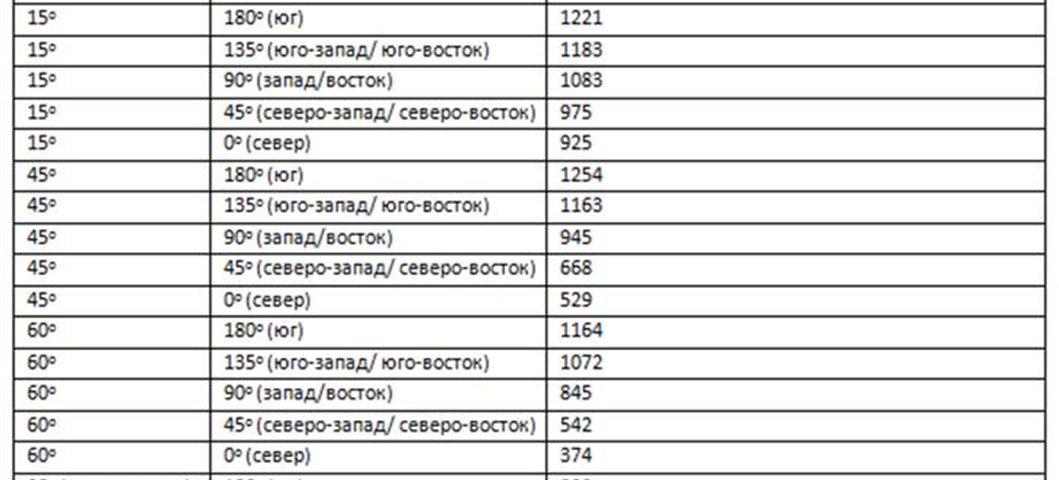 15º 180º (юг) 1221
15º 135º (юго-запад/ юго-восток) 1183
15º 90º (запад/восток) 1083
15º 45º (северо-запад/ северо-восток) 975
15º 0º (север) 925
45º 180º (юг) 1254
45º 135º (юго-запад/ юго-восток) 1163
45º 90º (запад/восток) 945
45º 45º (северо-запад/ северо-восток) 668
45º 0º (север) 529
60º 180º (юг) 1164
60º 135º (юго-запад/ юго-восток) 1072
60º 90º (запад/восток) 845
60º 45º (северо-запад/ северо-восток) 542
60º 0º (север) 374